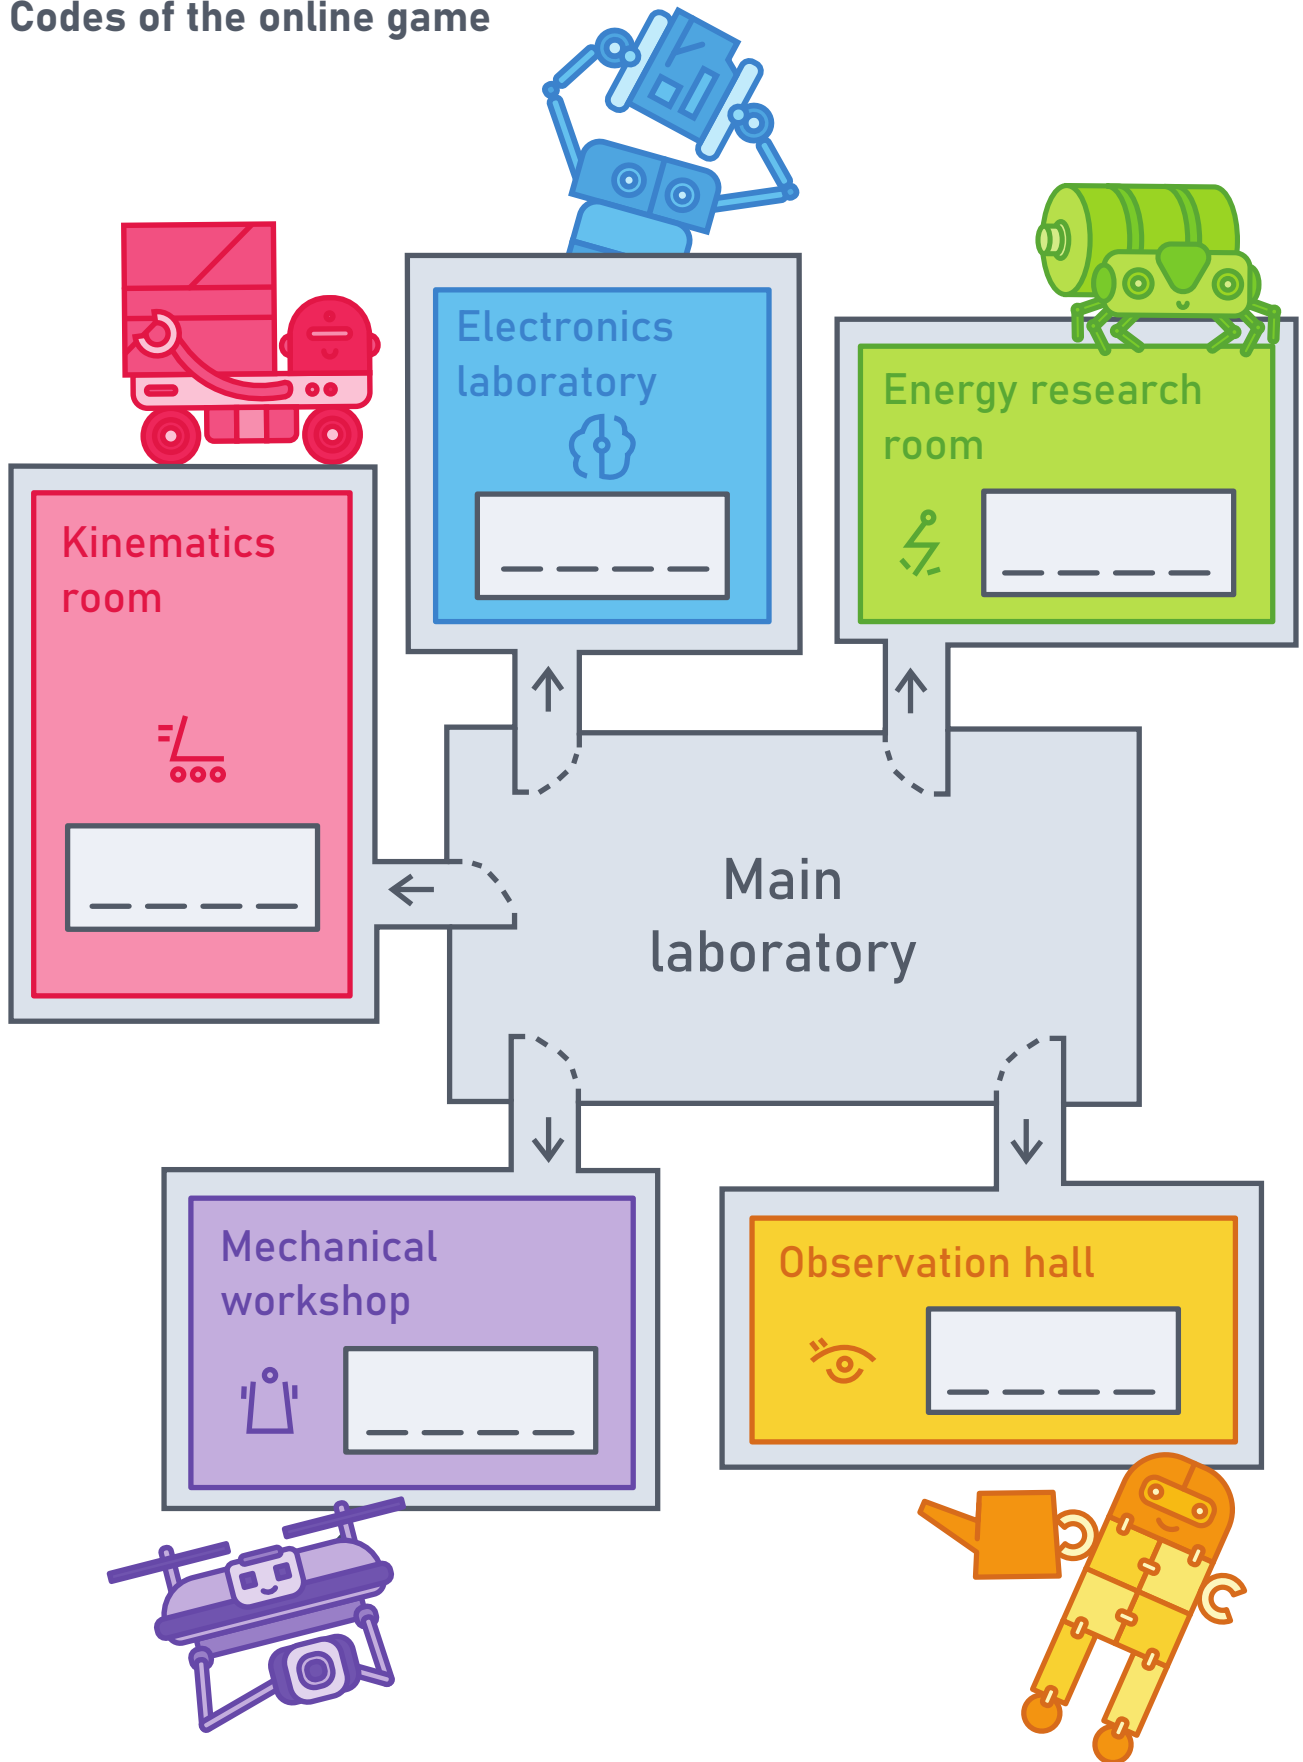 Codes of the online game
Electronics
laboratory
Energy research
room
Kinematics
room
Main
laboratory
Mechanical
workshop
Observation hall